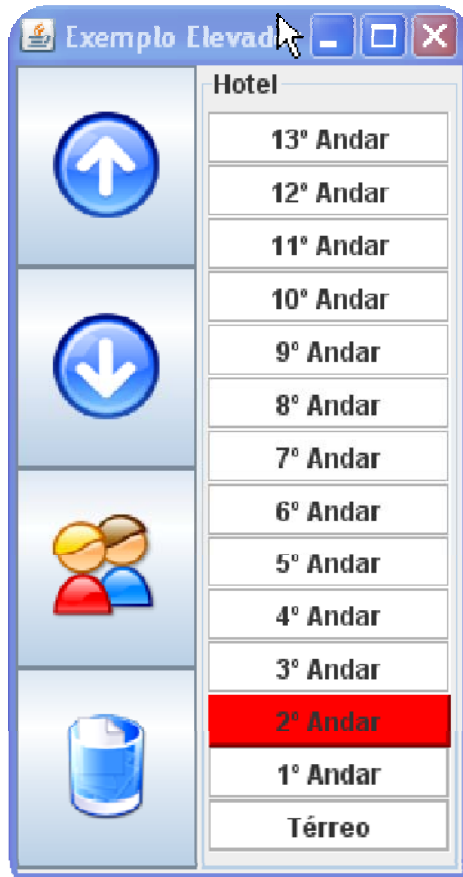 Exemplo Elevad
Hotel
13º Andar
12º Andar
11º Andar
10º Andar
9º Andar
8º Andar
7º Andar
6º Andar
5º Andar
4º Andar
3º Andar
2º Andar
1º Andar
Térreo